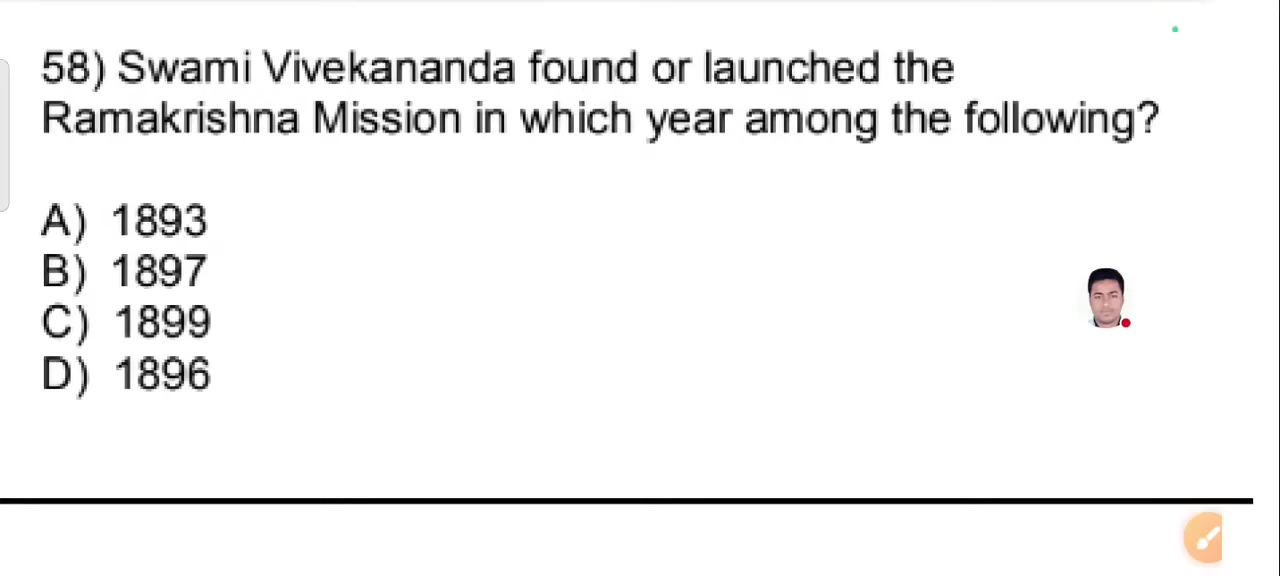 58) Swami Vivekananda found or launched the
Ramakrishna Mission in which year among the following?
A) 1893
B) 1897
C) 1899
D) 1896